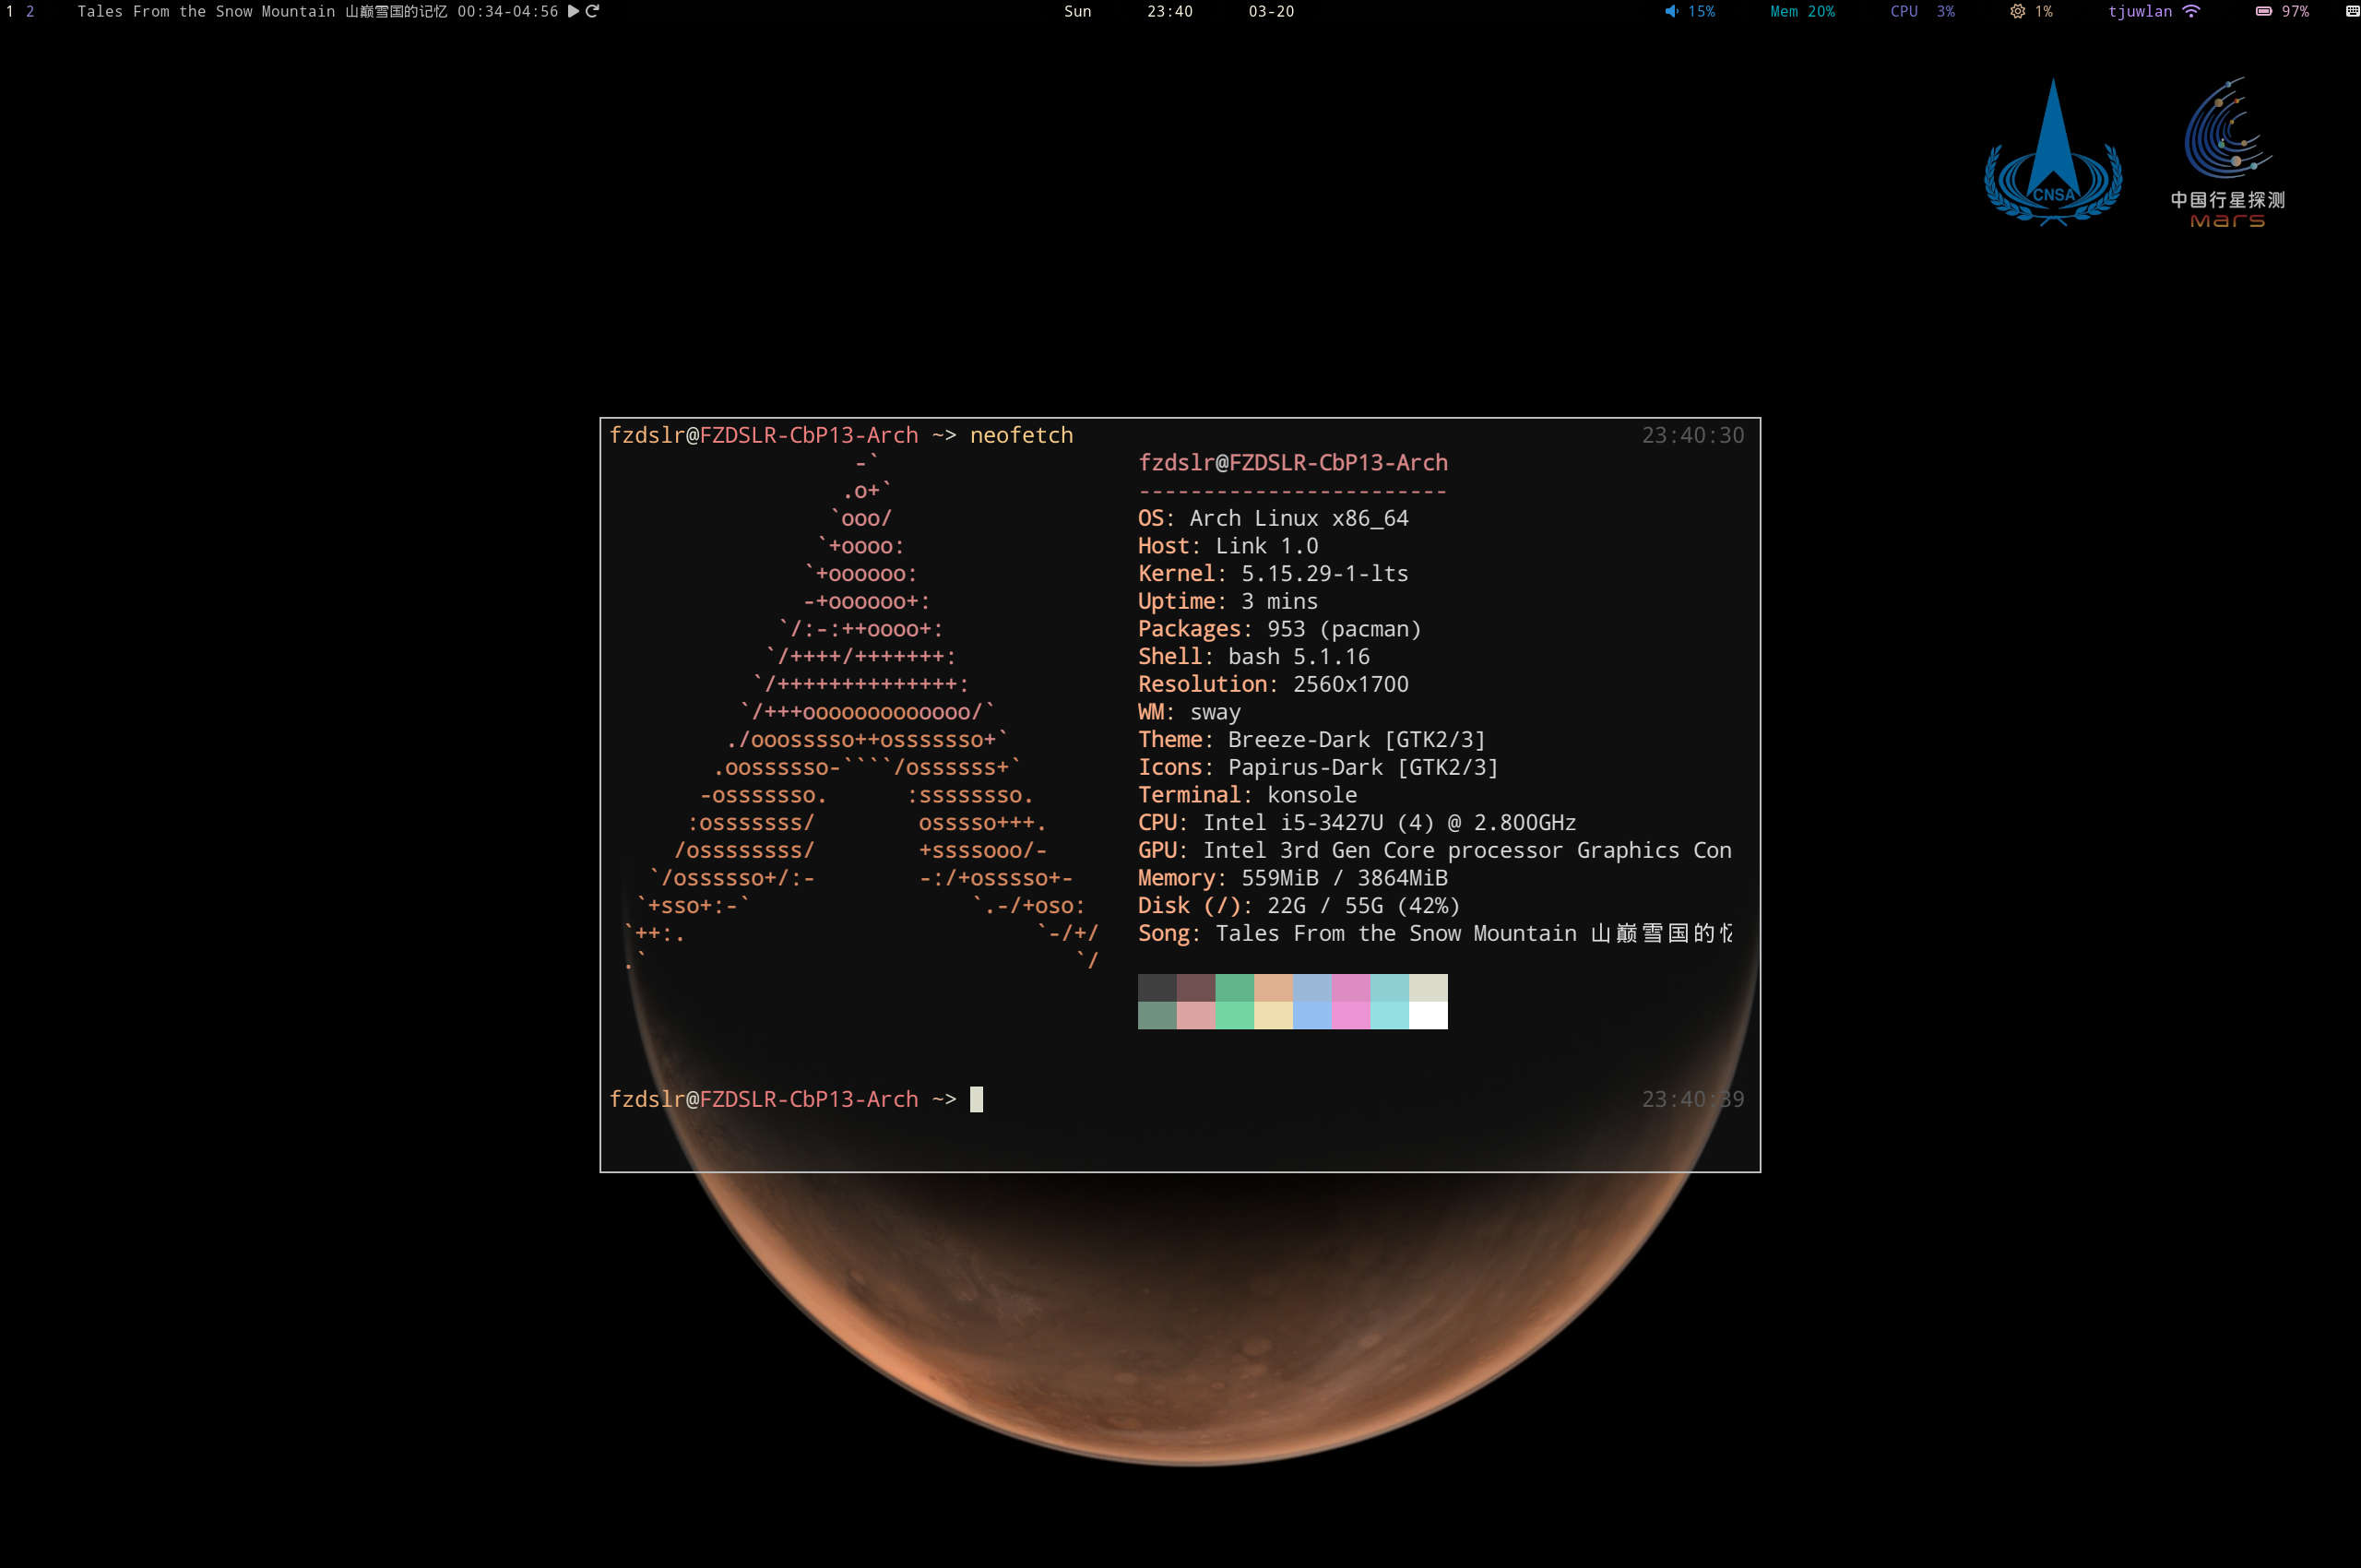 1 2 Tales From the Snow Mountain 山巅雪国的记忆 00:34-04:56 Sun 23:40 03-20 15% Mem 20% CPU 3% 1% tjuwlan 97%
CNSA
中国行星探测
Mars
fzdslr@FZDSLR-CbP13-Arch ~> neofetch 23:40:30
-` fzdslr@FZDSLR-CbP13-Arch
.o+` ------------------------
`ooo/ OS: Arch Linux x86_64
`+oooo: Host: Link 1.0
`+oooooo: Kernel: 5.15.29-1-lts
-+oooooo+: Uptime: 3 mins
`/:-:++oooo+: Packages: 953 (pacman)
`/++++/+++++++: Shell: bash 5.1.16
`/++++++++++++++: Resolution: 2560x1700
`/+++ooooooooooooo/` WM: sway
./ooosssso++osssssso+` Theme: Breeze-Dark [GTK2/3]
.oossssso-````/ossssss+` Icons: Papirus-Dark [GTK2/3]
-osssssso. :ssssssso. Terminal: konsole
:osssssss/ osssso+++. CPU: Intel i5-3427U (4) @ 2.800GHz
/ossssssss/ +ssssooo/- GPU: Intel 3rd Gen Core processor Graphics Con
`/ossssso+/:- -:/+osssso+- Memory: 559MiB / 3864MiB
`+sso+:-` `.-/+oso: Disk (/): 22G / 55G (42%)
`++:. `-/+/ Song: Tales From the Snow Mountain 山巅雪国的忆
.` `/
fzdslr@FZDSLR-CbP13-Arch ~> 23:40:39